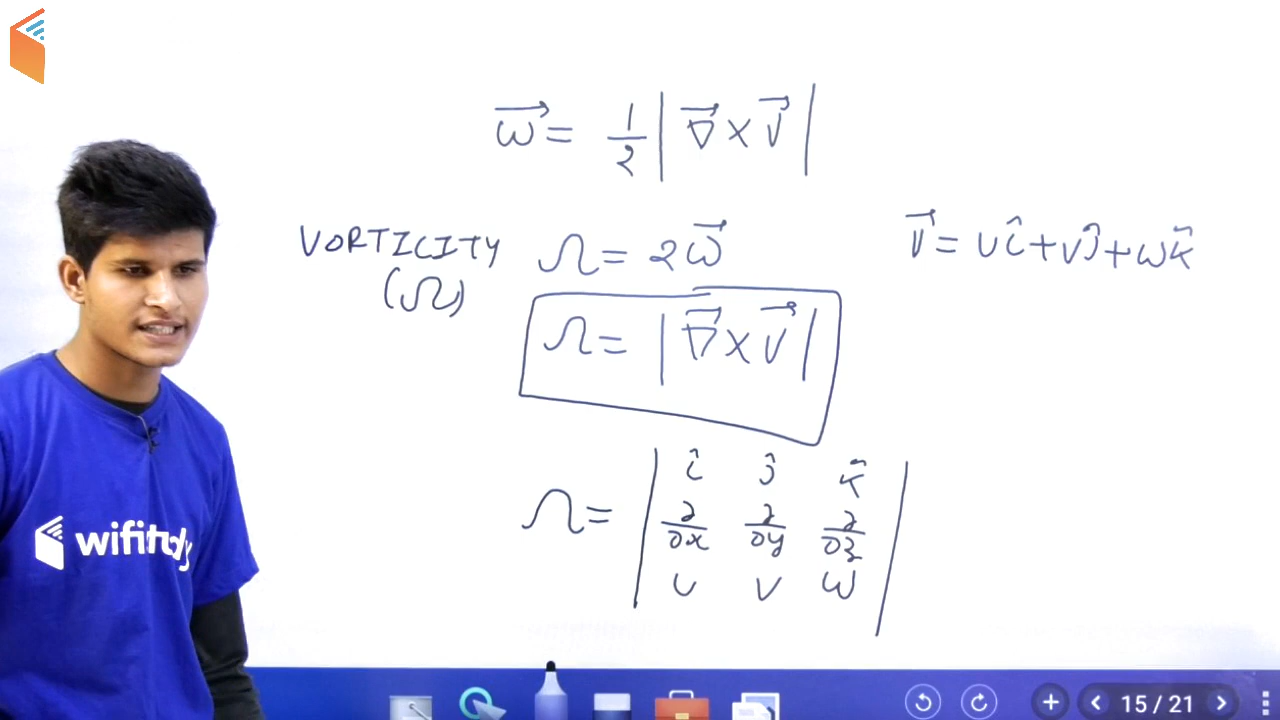 ω⃗ = 1/2 | ∇⃗ × V⃗ |
VORTICITY Ω = 2ω⃗
(Ω)
V⃗ = uî + vĵ + wk̂
Ω = | ∇⃗ × V⃗ |
Ω = | î ĵ k̂
∂/∂x ∂/∂y ∂/∂z
u v w |
wifistudy
15 / 21